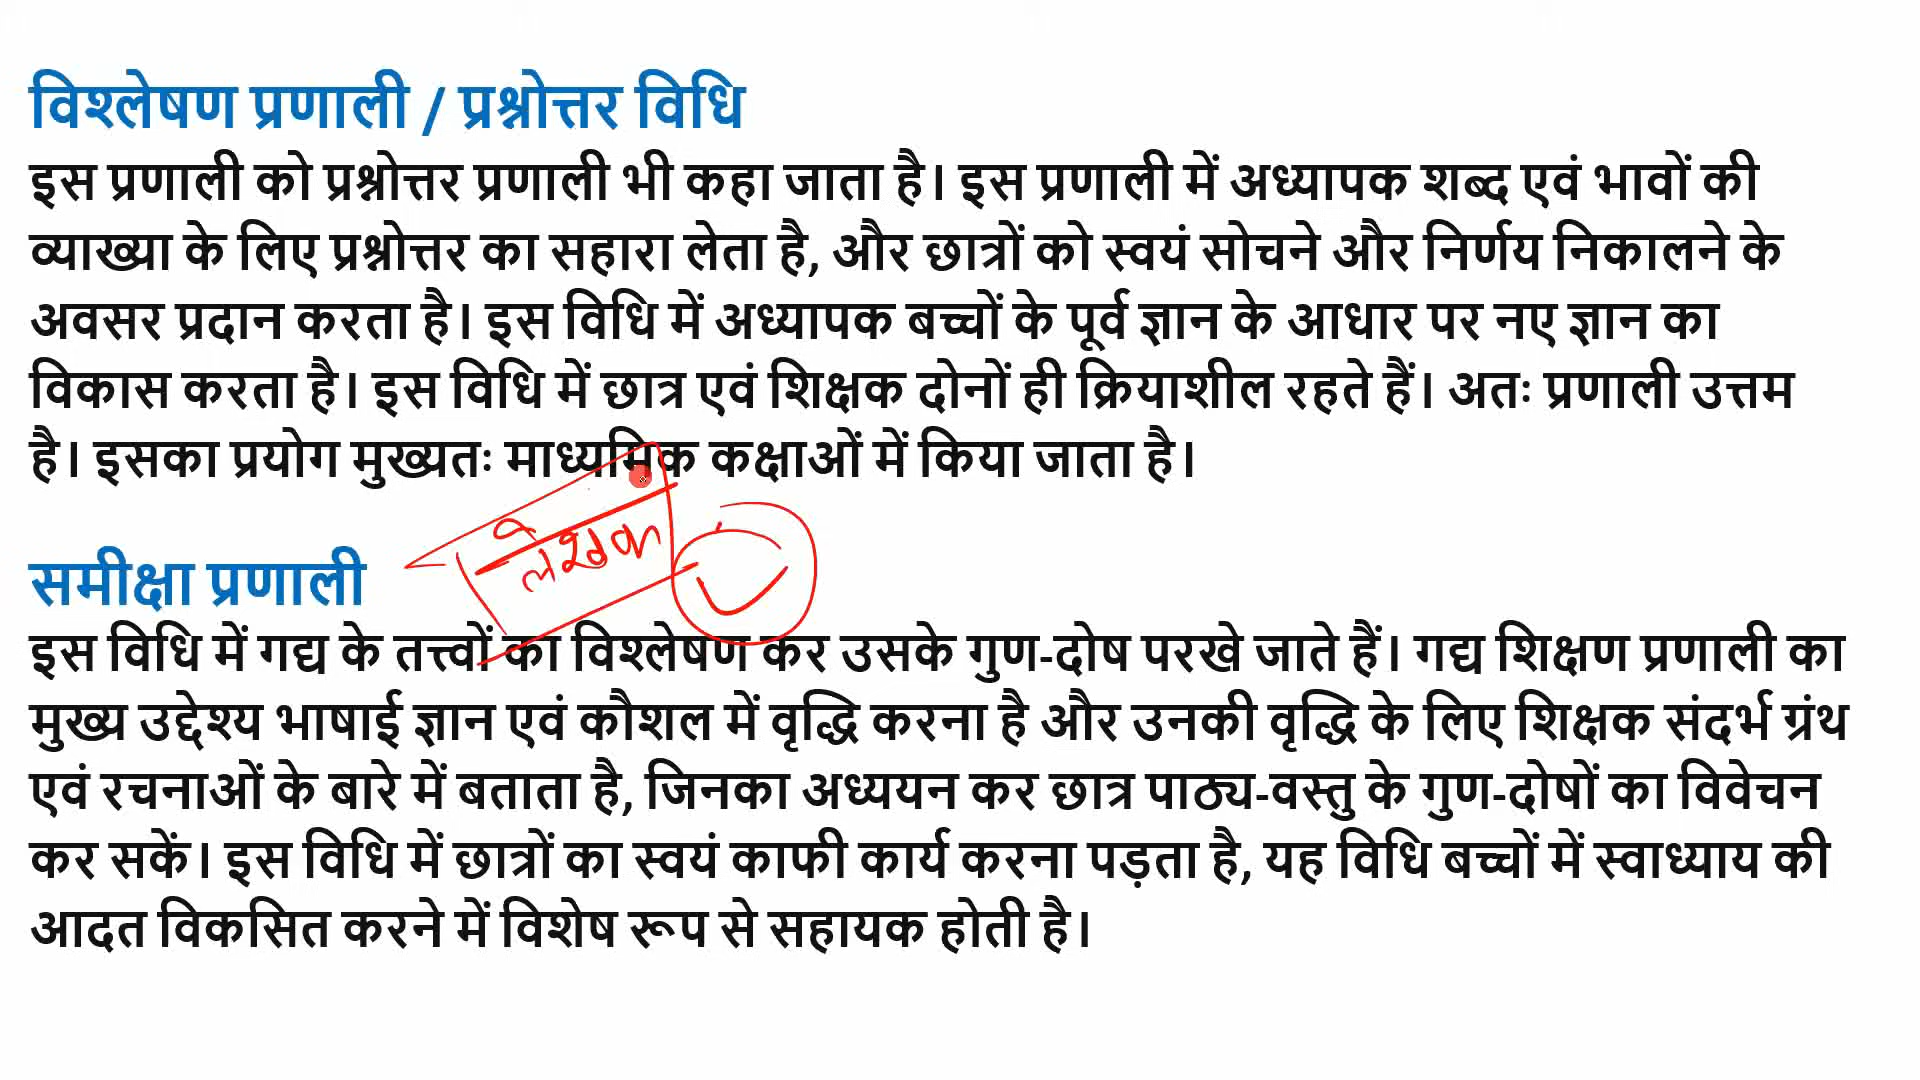 विश्लेषण प्रणाली / प्रश्नोत्तर विधि
इस प्रणाली को प्रश्नोत्तर प्रणाली भी कहा जाता है। इस प्रणाली में अध्यापक शब्द एवं भावों की
व्याख्या के लिए प्रश्नोत्तर का सहारा लेता है, और छात्रों को स्वयं सोचने और निर्णय निकालने के
अवसर प्रदान करता है। इस विधि में अध्यापक बच्चों के पूर्व ज्ञान के आधार पर नए ज्ञान का
विकास करता है। इस विधि में छात्र एवं शिक्षक दोनों ही क्रियाशील रहते हैं। अतः प्रणाली उत्तम
है। इसका प्रयोग मुख्यतः माध्यमिक कक्षाओं में किया जाता है।
लेखक
समीक्षा प्रणाली
इस विधि में गद्य के तत्त्वों का विश्लेषण कर उसके गुण-दोष परखे जाते हैं। गद्य शिक्षण प्रणाली का
मुख्य उद्देश्य भाषाई ज्ञान एवं कौशल में वृद्धि करना है और उनकी वृद्धि के लिए शिक्षक संदर्भ ग्रंथ
एवं रचनाओं के बारे में बताता है, जिनका अध्ययन कर छात्र पाठ्य-वस्तु के गुण-दोषों का विवेचन
कर सकें। इस विधि में छात्रों का स्वयं काफी कार्य करना पड़ता है, यह विधि बच्चों में स्वाध्याय की
आदत विकसित करने में विशेष रूप से सहायक होती है।